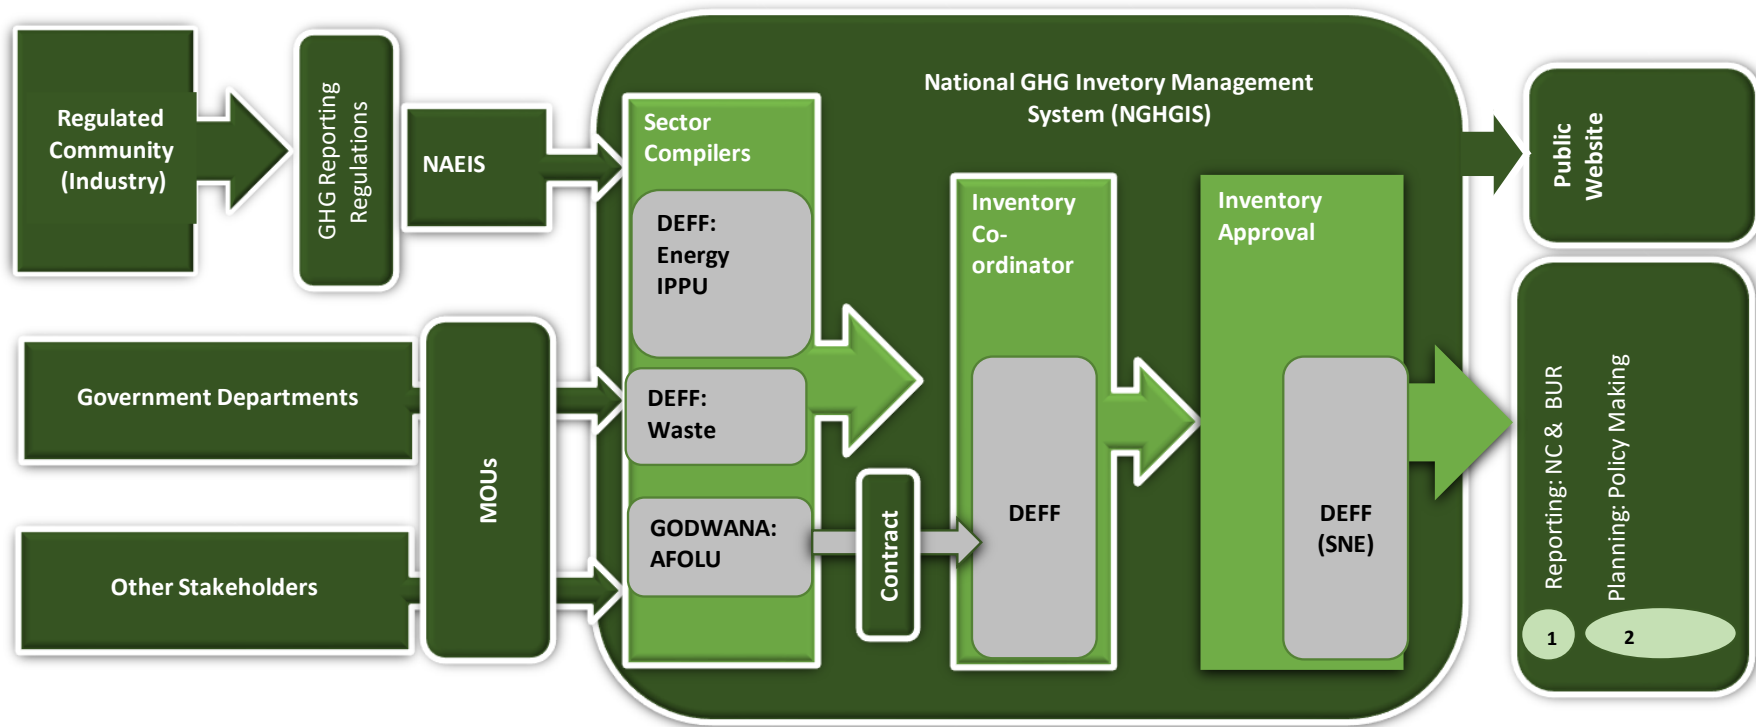 Regulated
Community
(Industry)
GHG Reporting
Regulations
NAEIS
Government Departments
Other Stakeholders
MOUs
National GHG Invetory Management
System (NGHGIS)
Sector
Compilers
DEFF:
Energy
IPPU
DEFF:
Waste
GODWANA:
AFOLU
Contract
Inventory
Co-
ordinator
DEFF
Inventory
Approval
DEFF
(SNE)
Public
Website
Reporting: NC & BUR
Planning: Policy Making
1
2